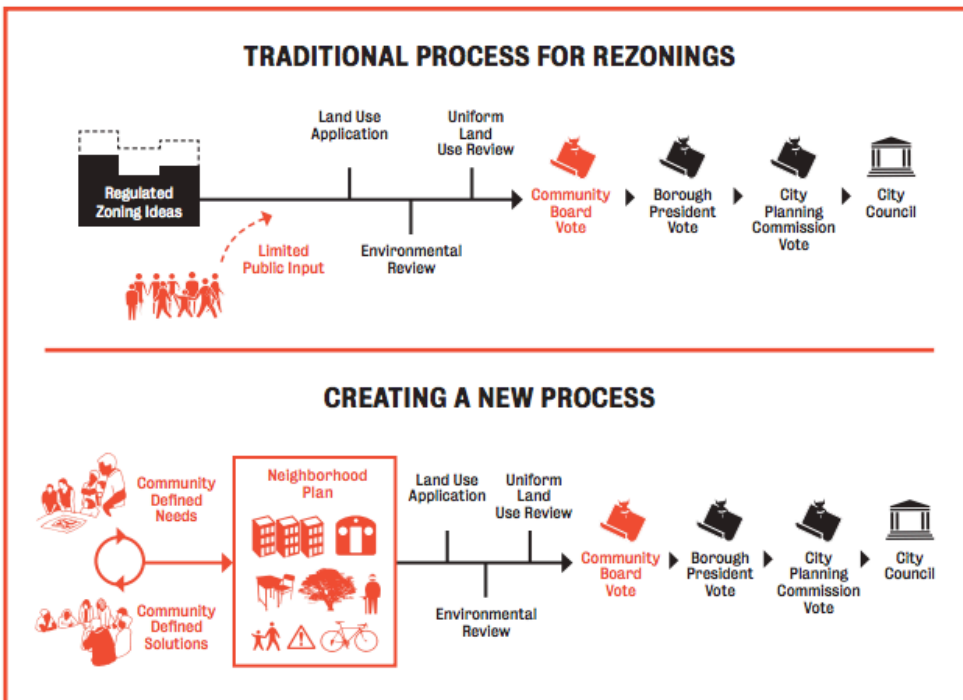 TRADITIONAL PROCESS FOR REZONINGS
Regulated
Zoning Ideas
Limited
Public Input
Land Use
Application
Environmental
Review
Uniform
Land
Use Review
Community
Board
Vote
Borough
President
Vote
City
Planning
Commission
Vote
City
Council
CREATING A NEW PROCESS
Community
Defined
Needs
Community
Defined
Solutions
Neighborhood
Plan
Land Use
Application
Environmental
Review
Uniform
Land
Use Review
Community
Board
Vote
Borough
President
Vote
City
Planning
Commission
Vote
City
Council